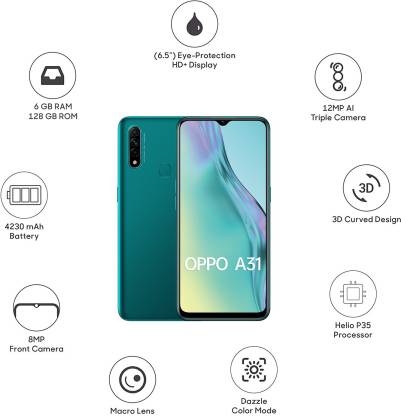 (6.5") Eye-Protection
HD+ Display
6 GB RAM
128 GB ROM
12MP AI
Triple Camera
3D
3D Curved Design
4230 mAh
Battery
OPPO A31
8MP
Front Camera
Helio P35
Processor
Macro Lens
Dazzle
Color Mode